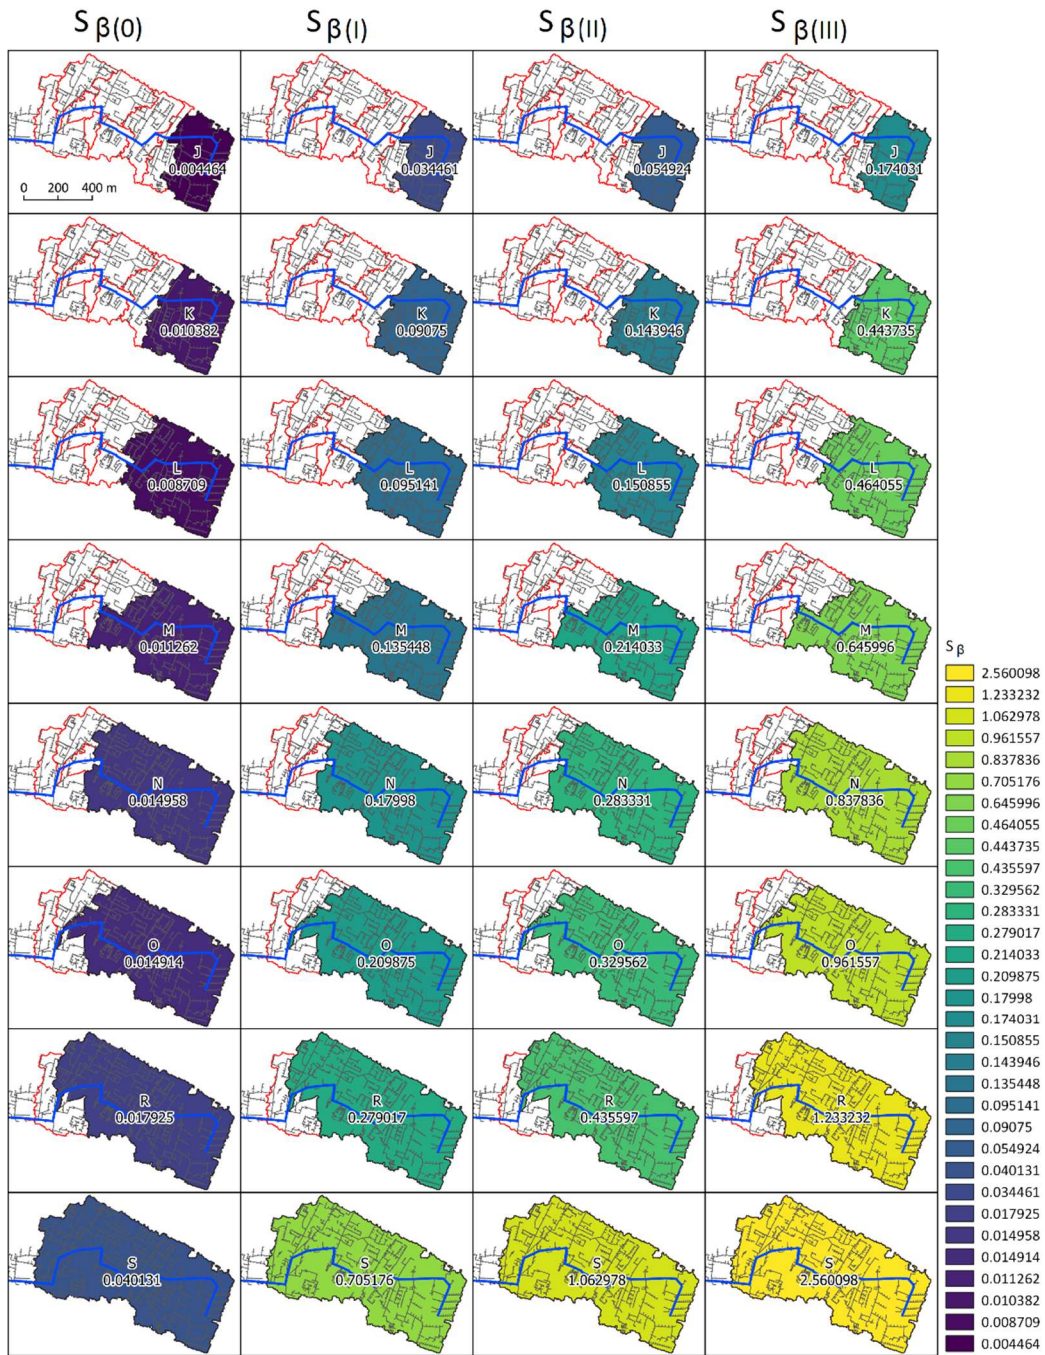 S β(0) S β(I) S β(II) S β(III)
J J J J
0.004464 0.034461 0.054924 0.174031
0 200 400 m
K K K K
0.010382 0.09075 0.143946 0.443735
L L L L
0.008709 0.095141 0.150855 0.464055
M M M M
0.011262 0.135448 0.214033 0.645996
N N N N
0.014958 0.17998 0.283331 0.837836
O O O O
0.014914 0.209875 0.329562 0.961557
R R R R
0.017925 0.279017 0.435597 1.233232
S S S S
0.040131 0.705176 1.062978 2.560098
S β
2.560098
1.233232
1.062978
0.961557
0.837836
0.705176
0.645996
0.464055
0.443735
0.435597
0.329562
0.283331
0.279017
0.214033
0.209875
0.17998
0.174031
0.150855
0.143946
0.135448
0.095141
0.09075
0.054924
0.040131
0.034461
0.017925
0.014958
0.014914
0.011262
0.010382
0.008709
0.004464